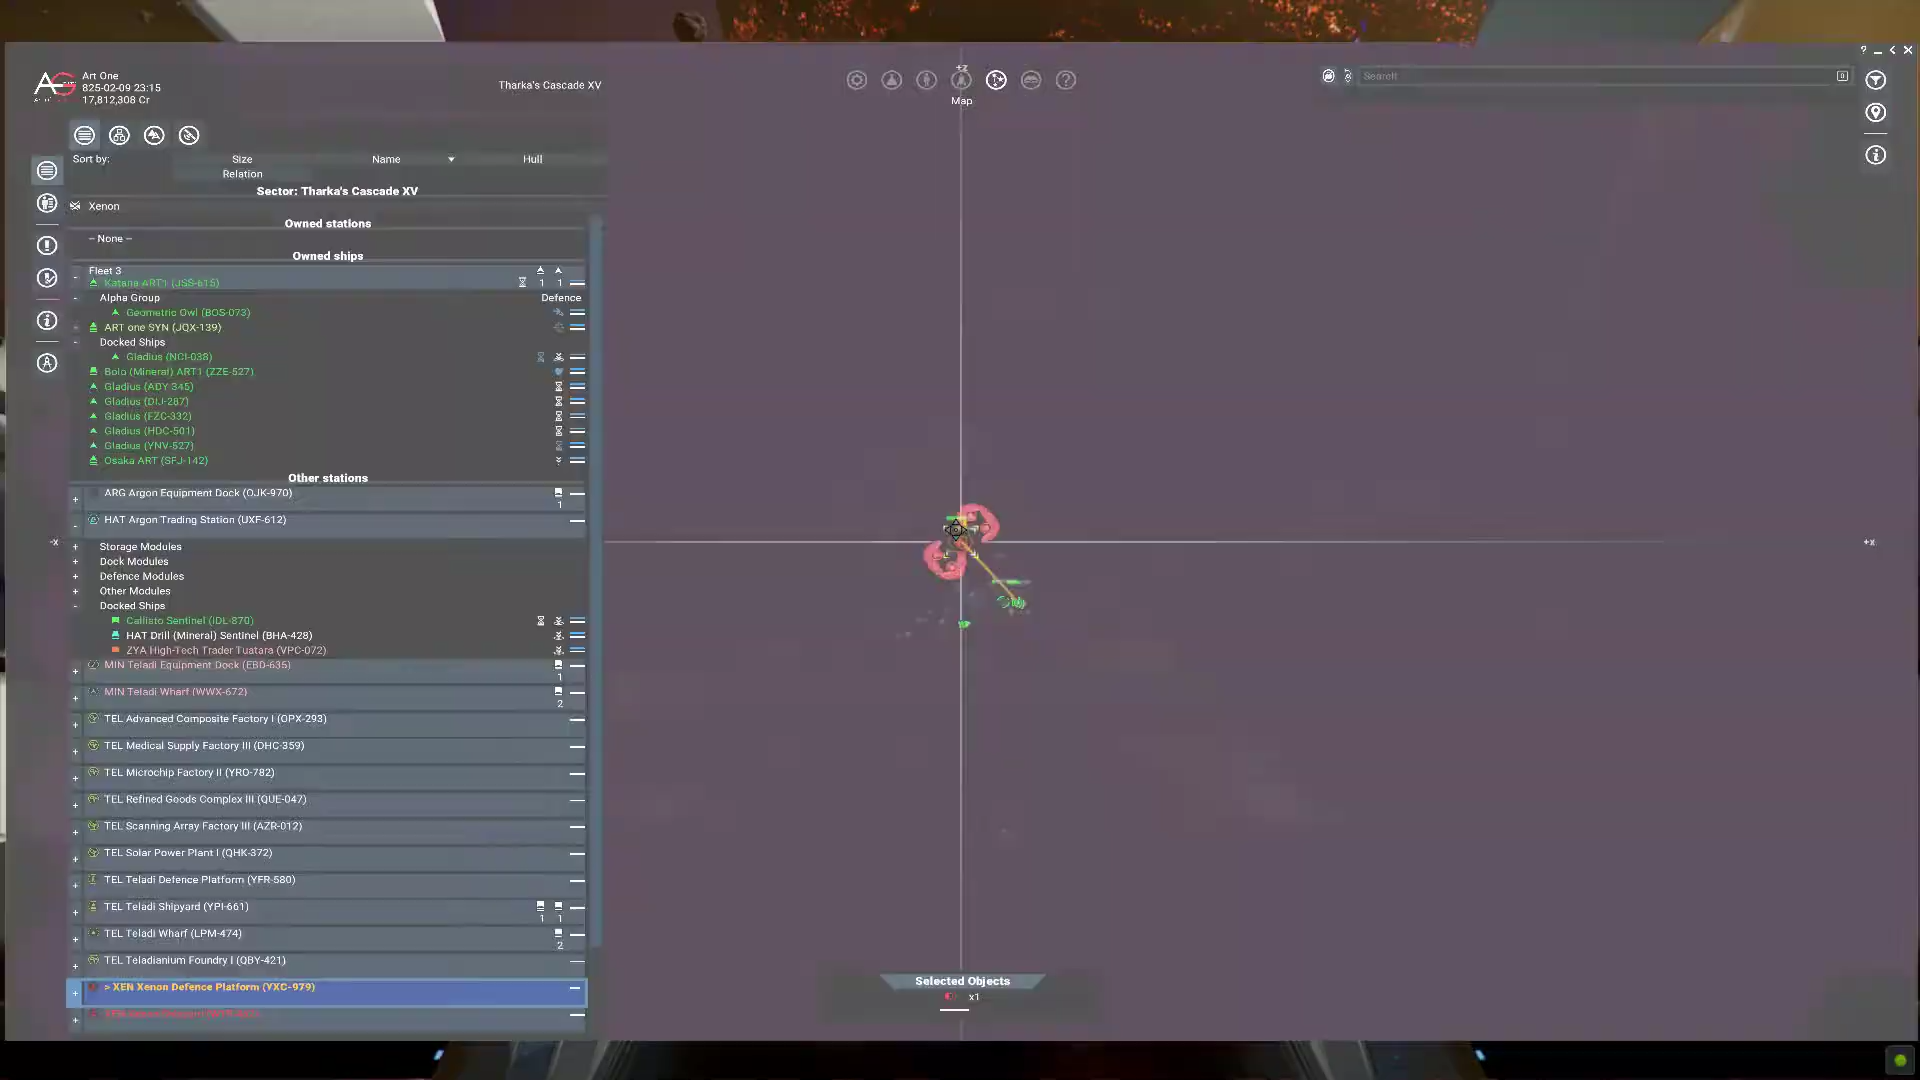 Art One
825-02-09 23:15
17,812,308 Cr
Tharka's Cascade XV
+Z
Map
Search
Sort by:
Size
Name
Hull
Relation
Sector: Tharka's Cascade XV
Xenon
Owned stations
– None –
Owned ships
Fleet 3
Katana ART1 (JSS-615)
1 1
Alpha Group
Defence
Geometric Owl (BOS-073)
ART one SYN (JQX-139)
Docked Ships
Gladius (NCI-038)
Bolo (Mineral) ART1 (ZZE-527)
Gladius (ADY-345)
Gladius (DIJ-287)
Gladius (FZC-332)
Gladius (HDC-501)
Gladius (YNV-527)
Osaka ART (SFJ-142)
Other stations
ARG Argon Equipment Dock (OJK-970)
1
HAT Argon Trading Station (UXF-612)
-X
+X
Storage Modules
Dock Modules
Defence Modules
Other Modules
Docked Ships
Callisto Sentinel (IDL-870)
HAT Drill (Mineral) Sentinel (BHA-428)
ZYA High-Tech Trader Tuatara (VPC-072)
MIN Teladi Equipment Dock (EBD-635)
1
MIN Teladi Wharf (WWX-672)
2
TEL Advanced Composite Factory I (OPX-293)
TEL Medical Supply Factory III (DHC-359)
TEL Microchip Factory II (YRO-782)
TEL Refined Goods Complex III (QUE-047)
TEL Scanning Array Factory III (AZR-012)
TEL Solar Power Plant I (QHK-372)
TEL Teladi Defence Platform (YFR-580)
TEL Teladi Shipyard (YPI-661)
1 1
TEL Teladi Wharf (LPM-474)
2
TEL Teladianium Foundry I (QBY-421)
> XEN Xenon Defence Platform (YXC-979)
Selected Objects
x1